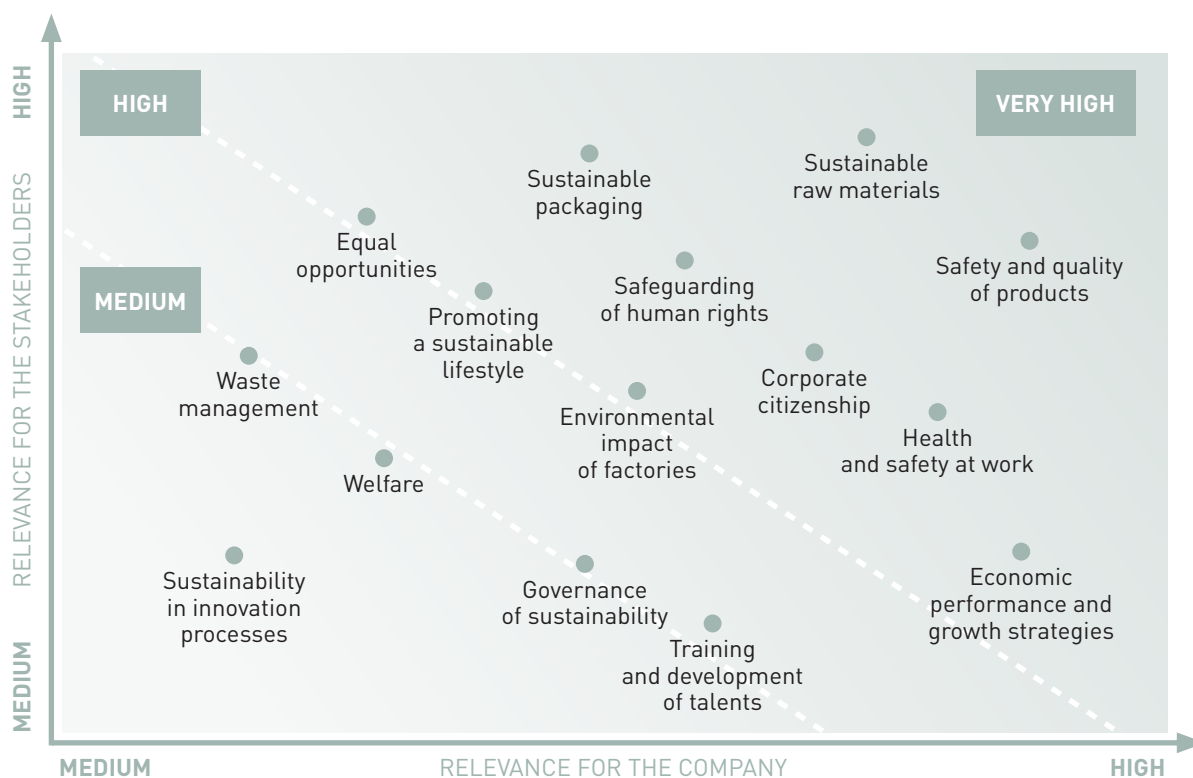 HIGH
RELEVANCE FOR THE STAKEHOLDERS
MEDIUM
HIGH
VERY HIGH
MEDIUM
Sustainable
packaging
Sustainable
raw materials
Equal
opportunities
Safeguarding
of human rights
Safety and quality
of products
Promoting
a sustainable
lifestyle
Waste
management
Corporate
citizenship
Environmental
impact
of factories
Health
and safety at work
Welfare
Sustainability
in innovation
processes
Governance
of sustainability
Economic
performance and
growth strategies
Training
and development
of talents
MEDIUM
RELEVANCE FOR THE COMPANY
HIGH